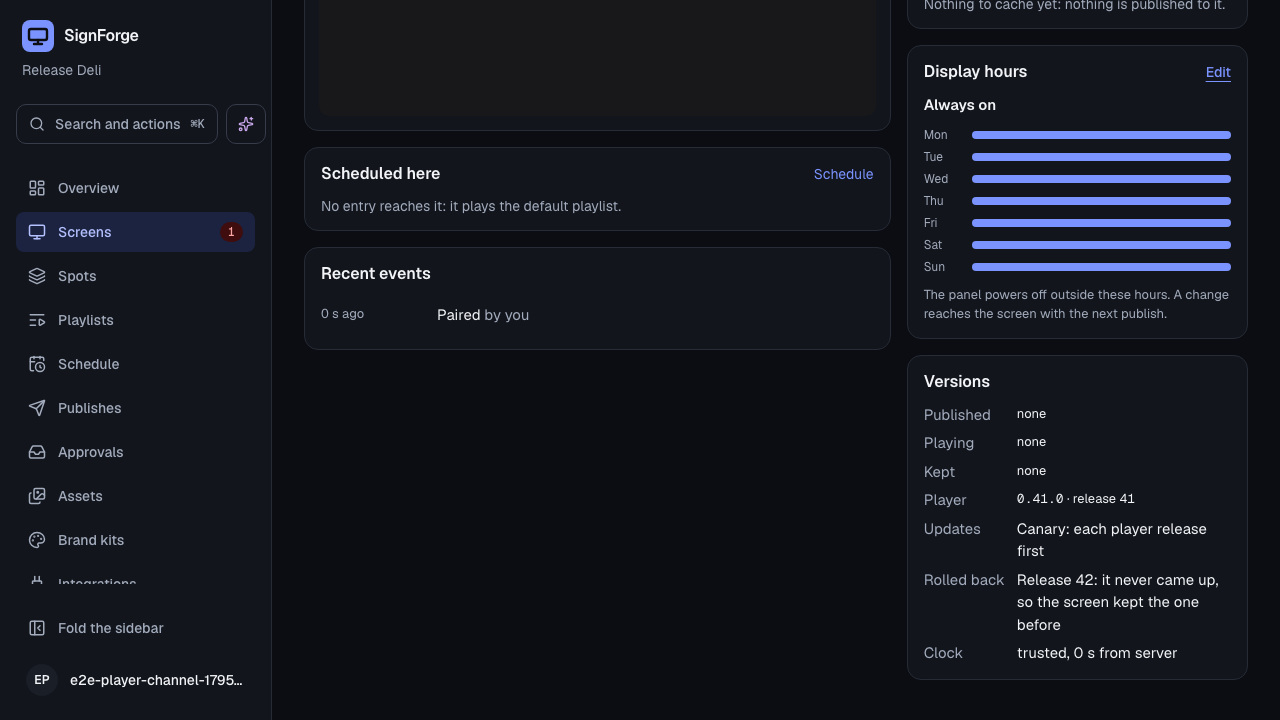 SignForge
Release Deli
Search and actions ⌘K
Overview
Screens 1
Spots
Playlists
Schedule
Publishes
Approvals
Assets
Brand kits
Integrations
Fold the sidebar
EP e2e-player-channel-1795...
Scheduled here Schedule
No entry reaches it: it plays the default playlist.
Recent events
0 s ago Paired by you
Nothing to cache yet: nothing is published to it.
Display hours Edit
Always on
Mon
Tue
Wed
Thu
Fri
Sat
Sun
The panel powers off outside these hours. A change
reaches the screen with the next publish.
Versions
Published none
Playing none
Kept none
Player 0.41.0 · release 41
Updates Canary: each player release
first
Rolled back Release 42: it never came up,
so the screen kept the one
before
Clock trusted, 0 s from server